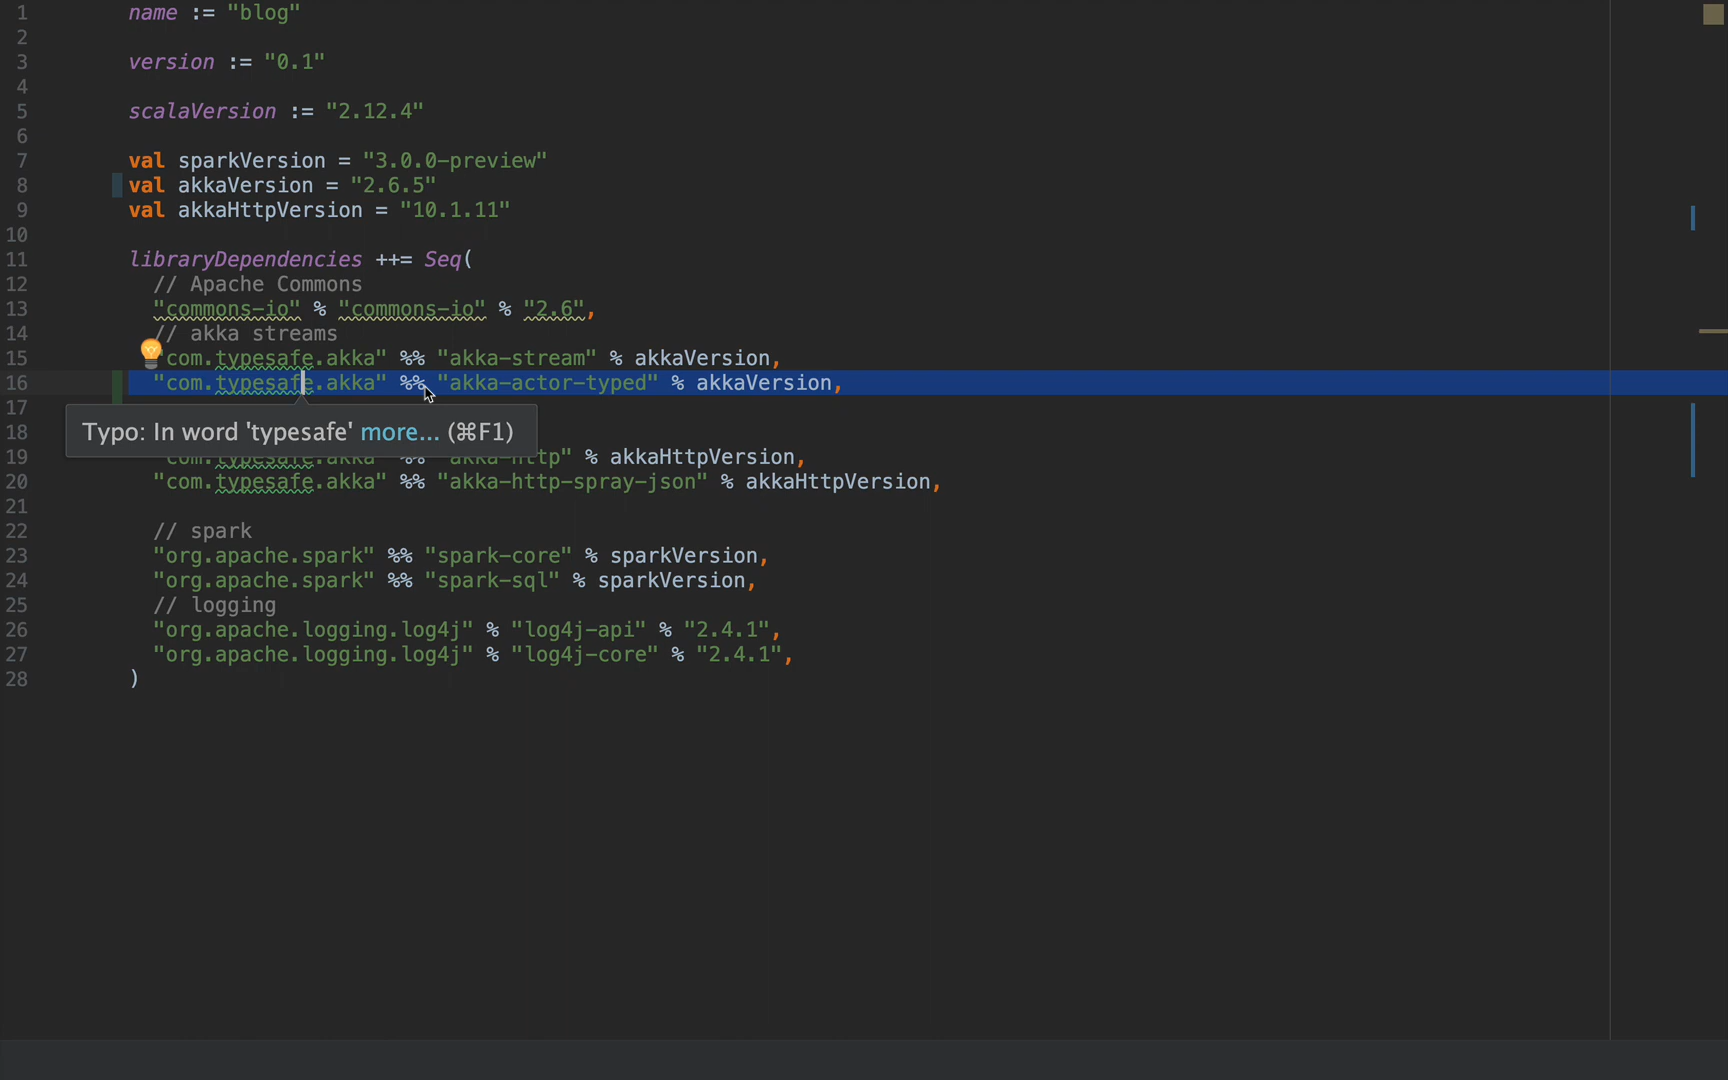 1 name := "blog"
2
3 version := "0.1"
4
5 scalaVersion := "2.12.4"
6
7 val sparkVersion = "3.0.0-preview"
8 val akkaVersion = "2.6.5"
9 val akkaHttpVersion = "10.1.11"
10
11 libraryDependencies ++= Seq(
12 // Apache Commons
13 "commons-io" % "commons-io" % "2.6",
14 // akka streams
15 "com.typesafe.akka" %% "akka-stream" % akkaVersion,
16 "com.typesafe.akka" %% "akka-actor-typed" % akkaVersion,
17
18
Typo: In word 'typesafe' more... (⌘F1)
19 "com.typesafe.akka" %% "akka-http" % akkaHttpVersion,
20 "com.typesafe.akka" %% "akka-http-spray-json" % akkaHttpVersion,
21
22 // spark
23 "org.apache.spark" %% "spark-core" % sparkVersion,
24 "org.apache.spark" %% "spark-sql" % sparkVersion,
25 // logging
26 "org.apache.logging.log4j" % "log4j-api" % "2.4.1",
27 "org.apache.logging.log4j" % "log4j-core" % "2.4.1",
28 )